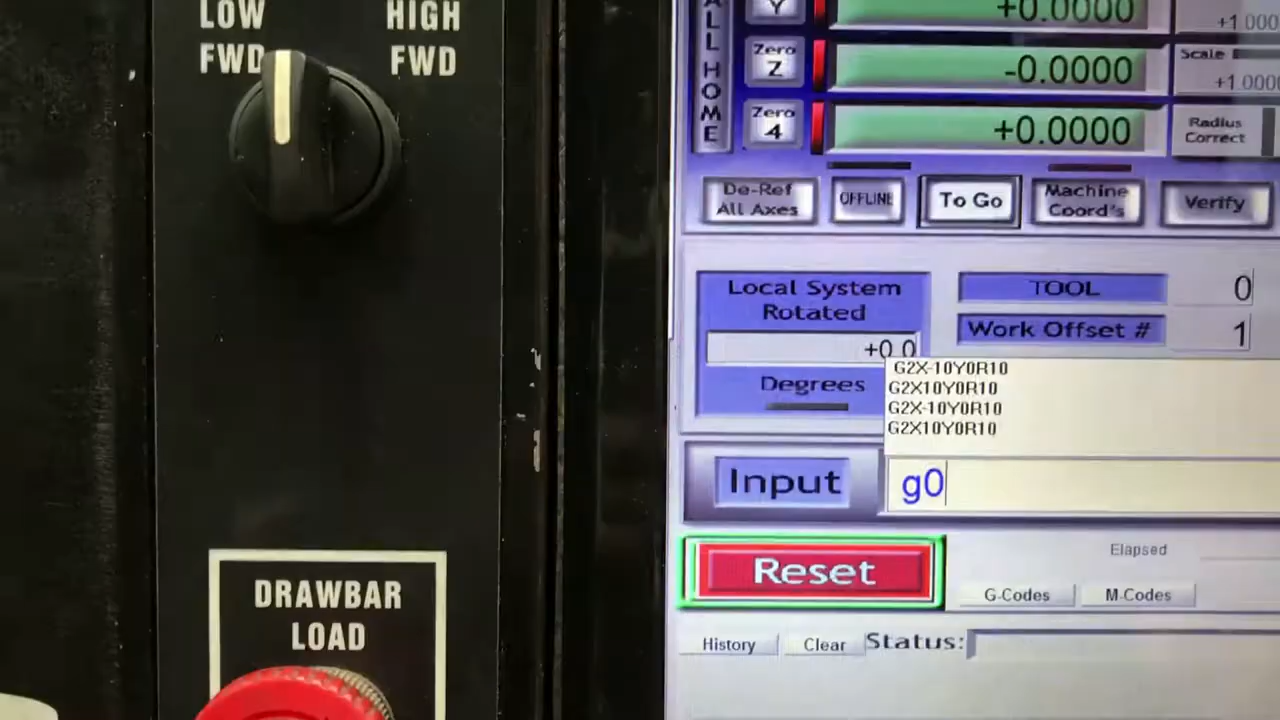 LOW
FWD
HIGH
FWD
DRAWBAR
LOAD
ALL HOME
Y
+0.0000
+1.000
Zero
Z
-0.0000
Scale
+1.0000
Zero
4
+0.0000
Radius
Correct
De-Ref
All Axes
OFFLINE
To Go
Machine
Coord's
Verify
Local System
Rotated
+0.0
Degrees
TOOL
0
Work Offset #
1
G2X-10Y0R10
G2X10Y0R10
G2X-10Y0R10
G2X10Y0R10
Input
g0
Reset
Elapsed
G-Codes
M-Codes
History
Clear
Status: